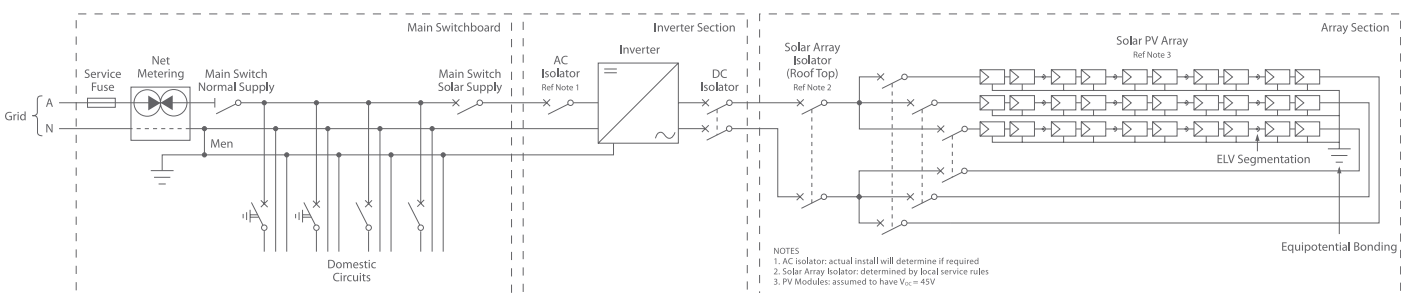 Main Switchboard
Inverter Section
Array Section
Service
Fuse
Net
Metering
Main Switch
Normal Supply
Main Switch
Solar Supply
AC
Isolator
Ref Note 1
Inverter
DC
Isolator
Solar Array
Isolator
(Roof Top)
Ref Note 2
Solar PV Array
Ref Note 3
Grid
A
N
Men
ELV Segmentation
Equipotential Bonding
Domestic
Circuits
NOTES
1. AC isolator: actual install will determine if required
2. Solar Array Isolator: determined by local service rules
3. PV Modules: assumed to have Voc = 45V